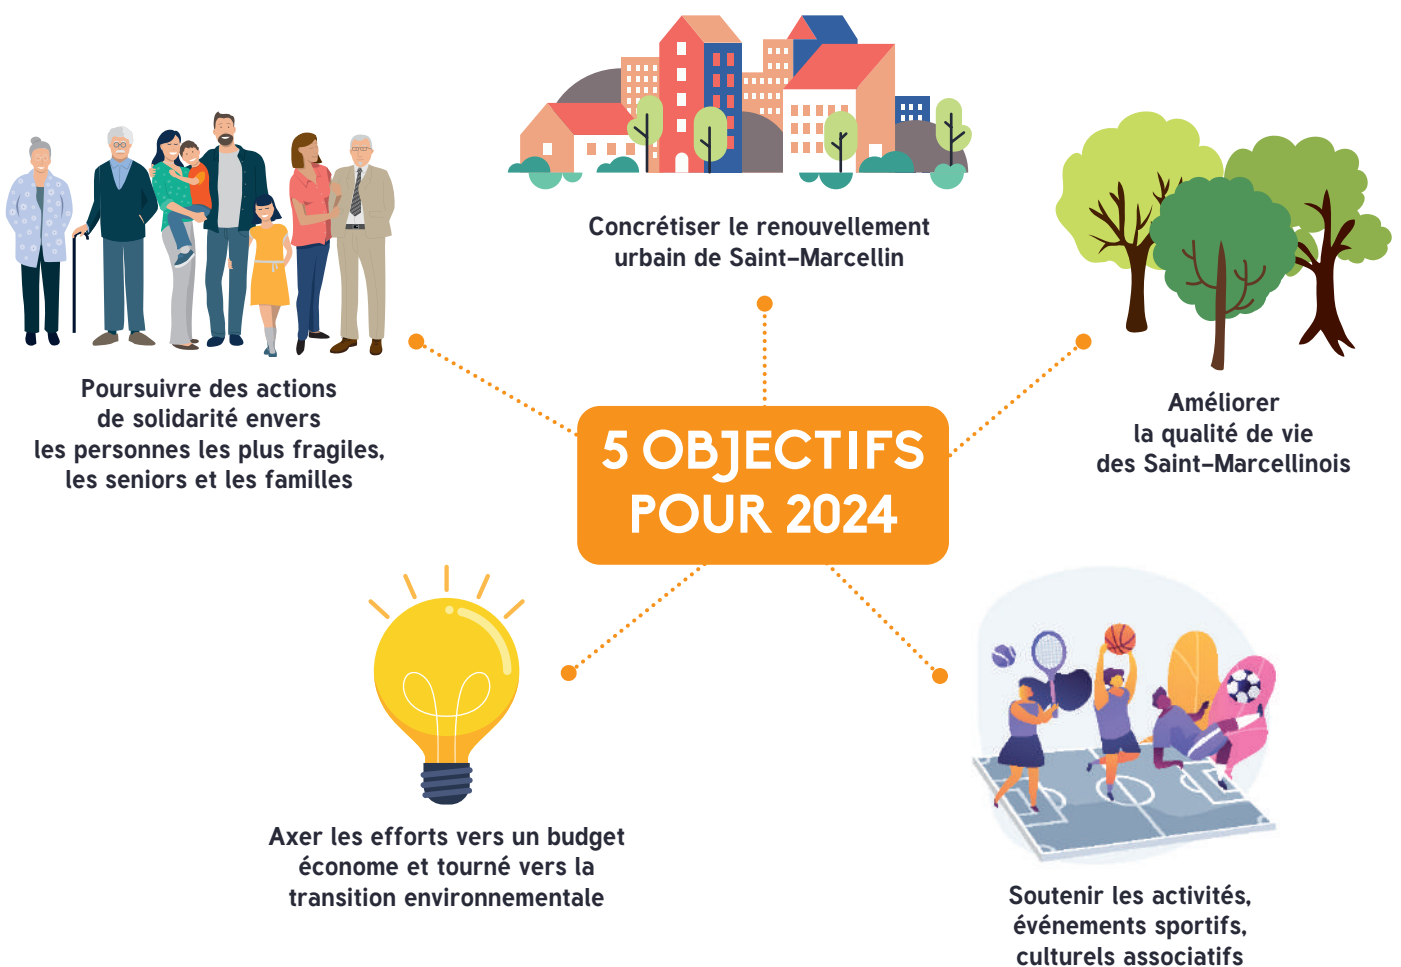 Concrétiser le renouvellement
urbain de Saint-Marcellin
Poursuivre des actions
de solidarité envers
les personnes les plus fragiles,
les seniors et les familles
Améliorer
la qualité de vie
des Saint-Marcellinois
5 OBJECTIFS
POUR 2024
Axer les efforts vers un budget
économe et tourné vers la
transition environnementale
Soutenir les activités,
événements sportifs,
culturels associatifs